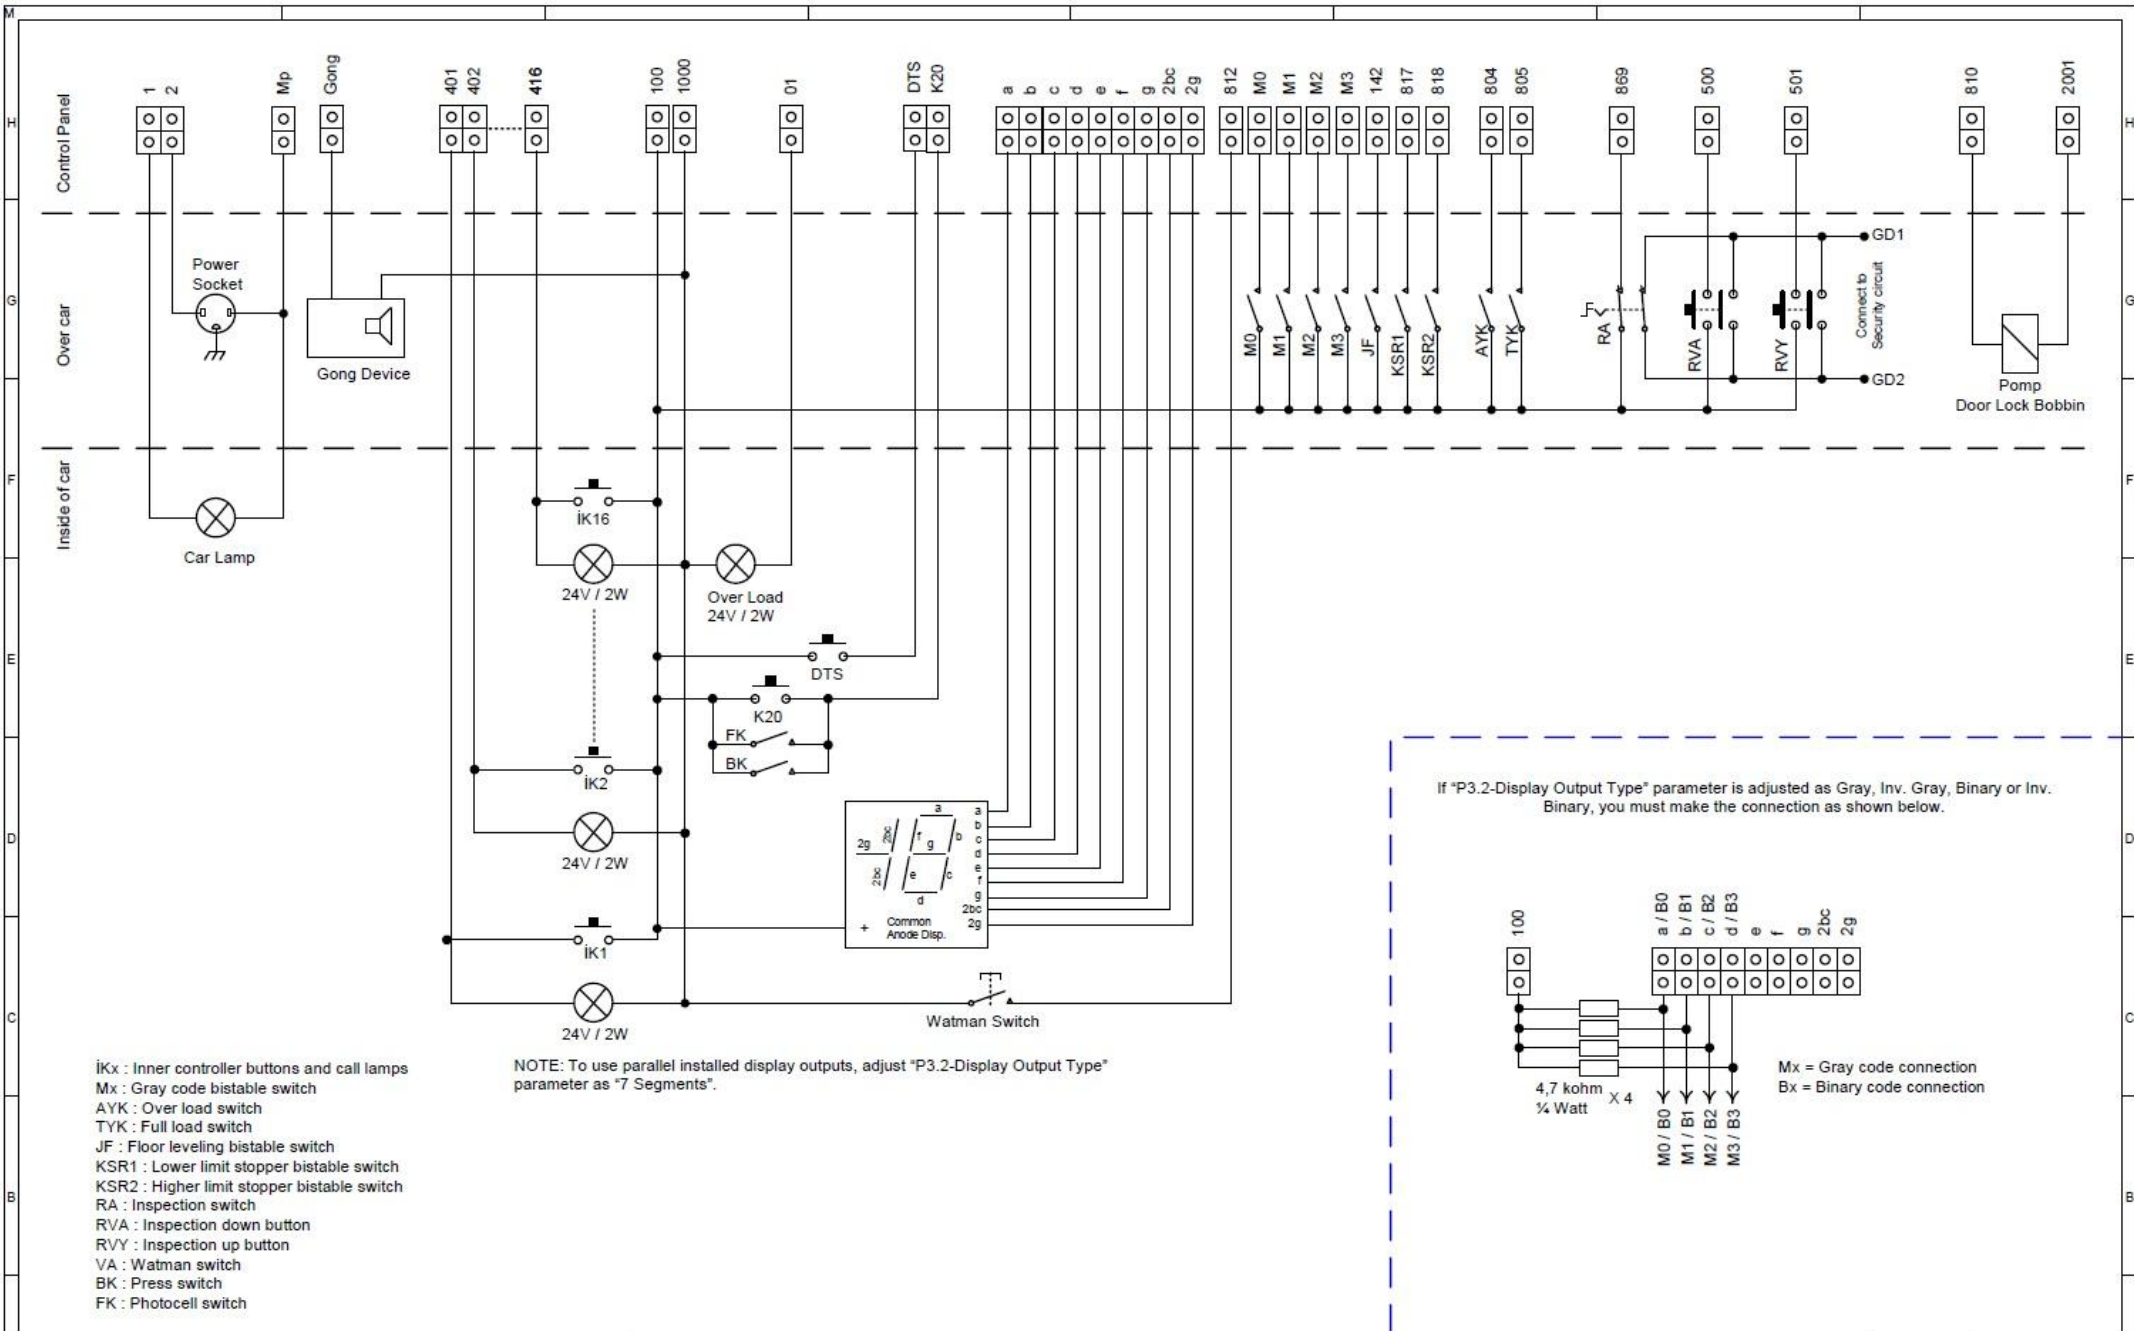 M
1
2
Mp
Gong
401
402
416
100
1000
01
DTS
K20
a
b
c
d
e
f
g
2bc
2g
812
M0
M1
M2
M3
142
817
818
804
805
869
500
501
810
2001
H
Control Panel
H
G
Over car
Power
Socket
Gong Device
M0
M1
M2
M3
JF
KSR1
KSR2
AYK
TYK
RA
RVA
RVY
GD1
Connect to
Security circuit
GD2
Pomp
Door Lock Bobbin
G
F
Inside of car
Car Lamp
İK16
24V / 2W
Over Load
24V / 2W
F
E
DTS
K20
FK
BK
E
İK2
24V / 2W
D
a
2g
2bc
f
g
b
2bc
e
c
d
a
b
c
d
e
f
g
2bc
2g
+
Common
Anode Disp.
D
If "P3.2-Display Output Type" parameter is adjusted as Gray, Inv. Gray, Binary or Inv.
Binary, you must make the connection as shown below.
İK1
24V / 2W
Watman Switch
C
100
a / B0
b / B1
c / B2
d / B3
e
f
g
2bc
2g
C
4,7 kohm
¼ Watt
X 4
M0 / B0
M1 / B1
M2 / B2
M3 / B3
Mx = Gray code connection
Bx = Binary code connection
NOTE: To use parallel installed display outputs, adjust "P3.2-Display Output Type"
parameter as "7 Segments".
İKx : Inner controller buttons and call lamps
Mx : Gray code bistable switch
AYK : Over load switch
TYK : Full load switch
JF : Floor leveling bistable switch
KSR1 : Lower limit stopper bistable switch
KSR2 : Higher limit stopper bistable switch
RA : Inspection switch
RVA : Inspection down button
RVY : Inspection up button
VA : Watman switch
BK : Press switch
FK : Photocell switch
B
B